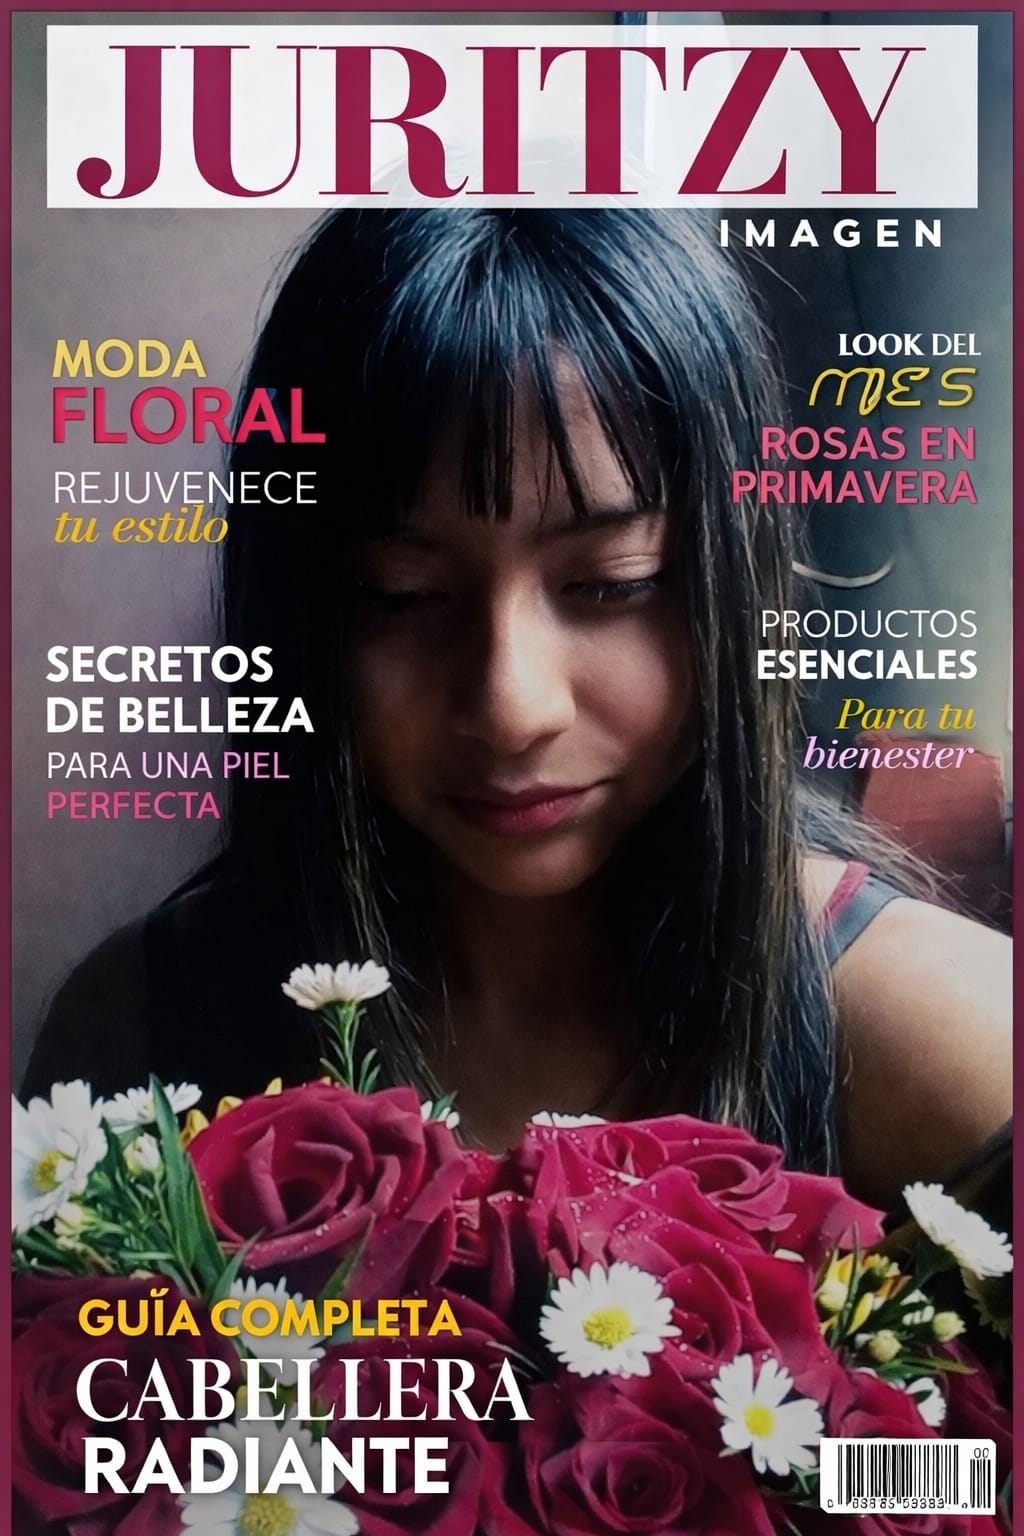 JURITZY
IMAGEN
MODA
FLORAL
REJUVENECE
tu estilo
SECRETOS
DE BELLEZA
PARA UNA PIEL
PERFECTA
LOOK DEL
MES
ROSAS EN
PRIMAVERA
PRODUCTOS
ESENCIALES
Para tu
bienester
GUÍA COMPLETA
CABELLERA
RADIANTE
00